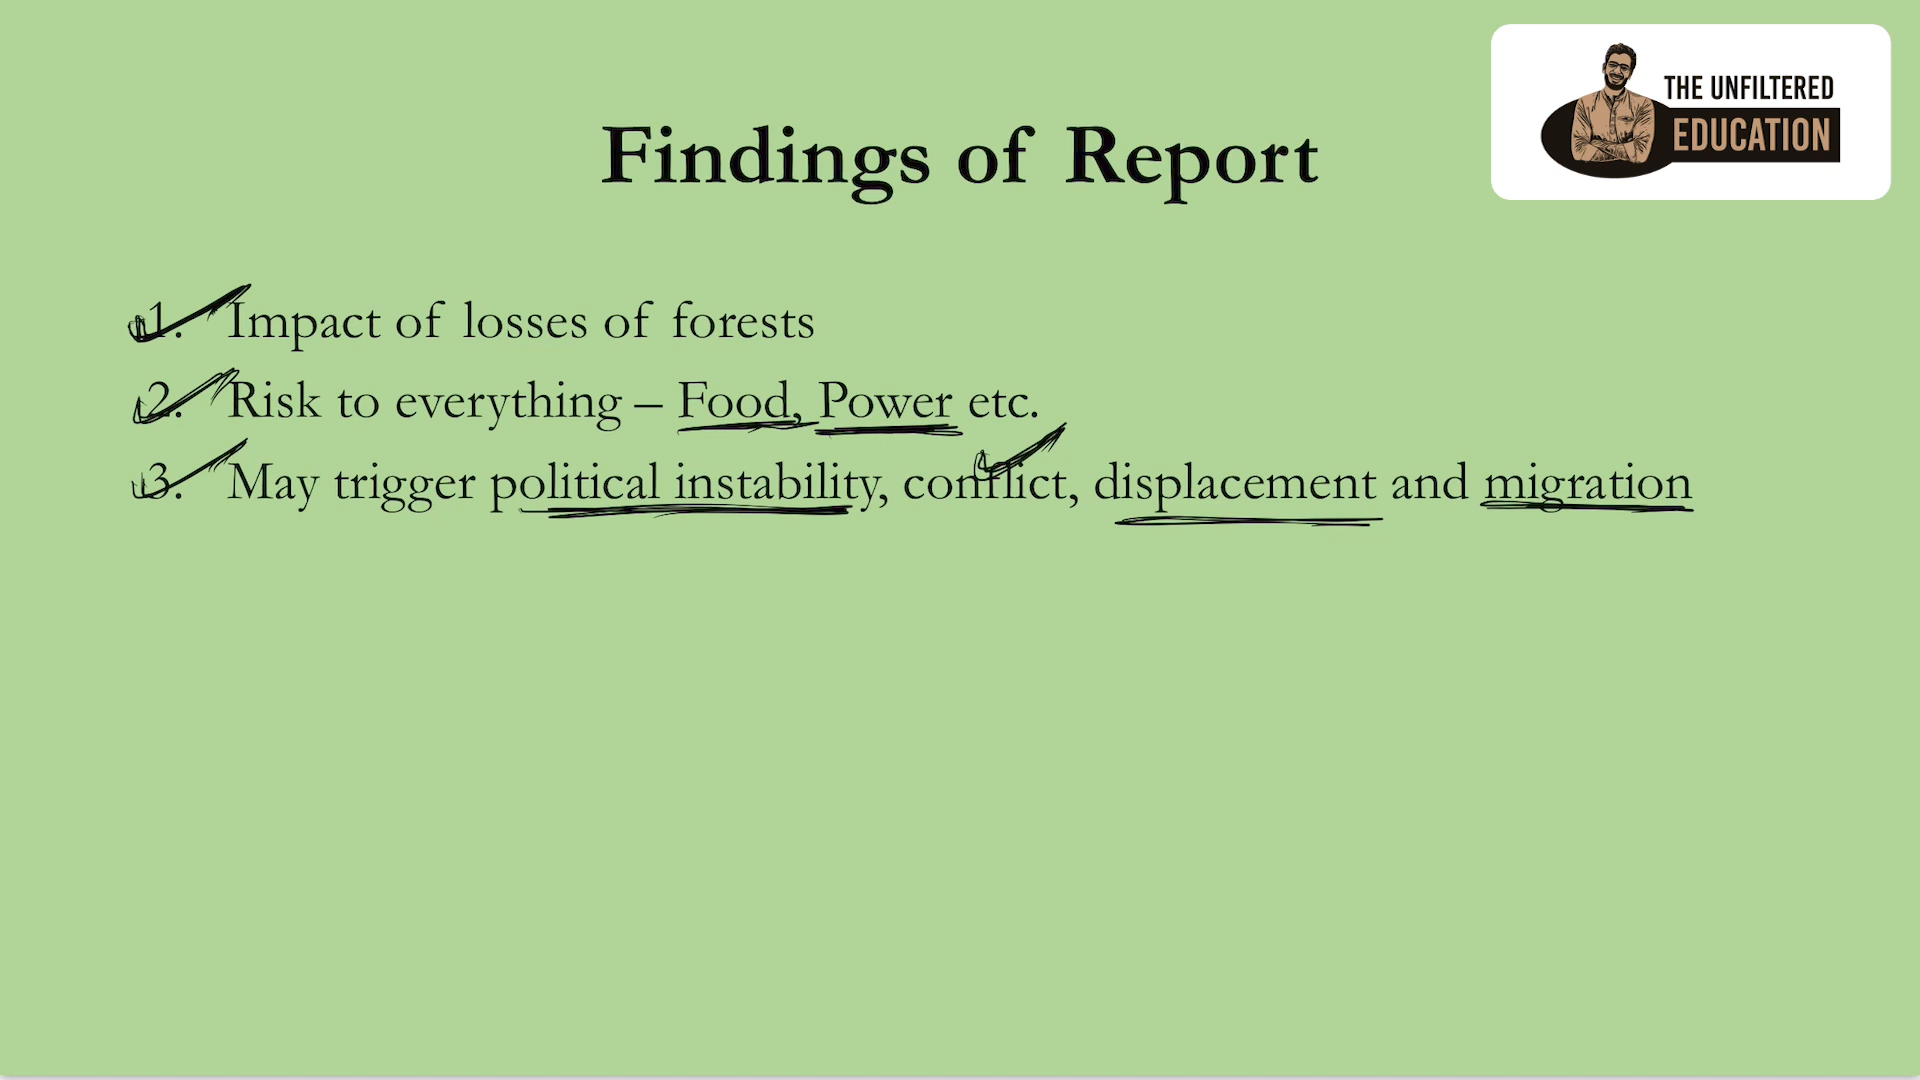 THE UNFILTERED
EDUCATION
Findings of Report
1. Impact of losses of forests
2. Risk to everything – Food, Power etc.
3. May trigger political instability, conflict, displacement and migration